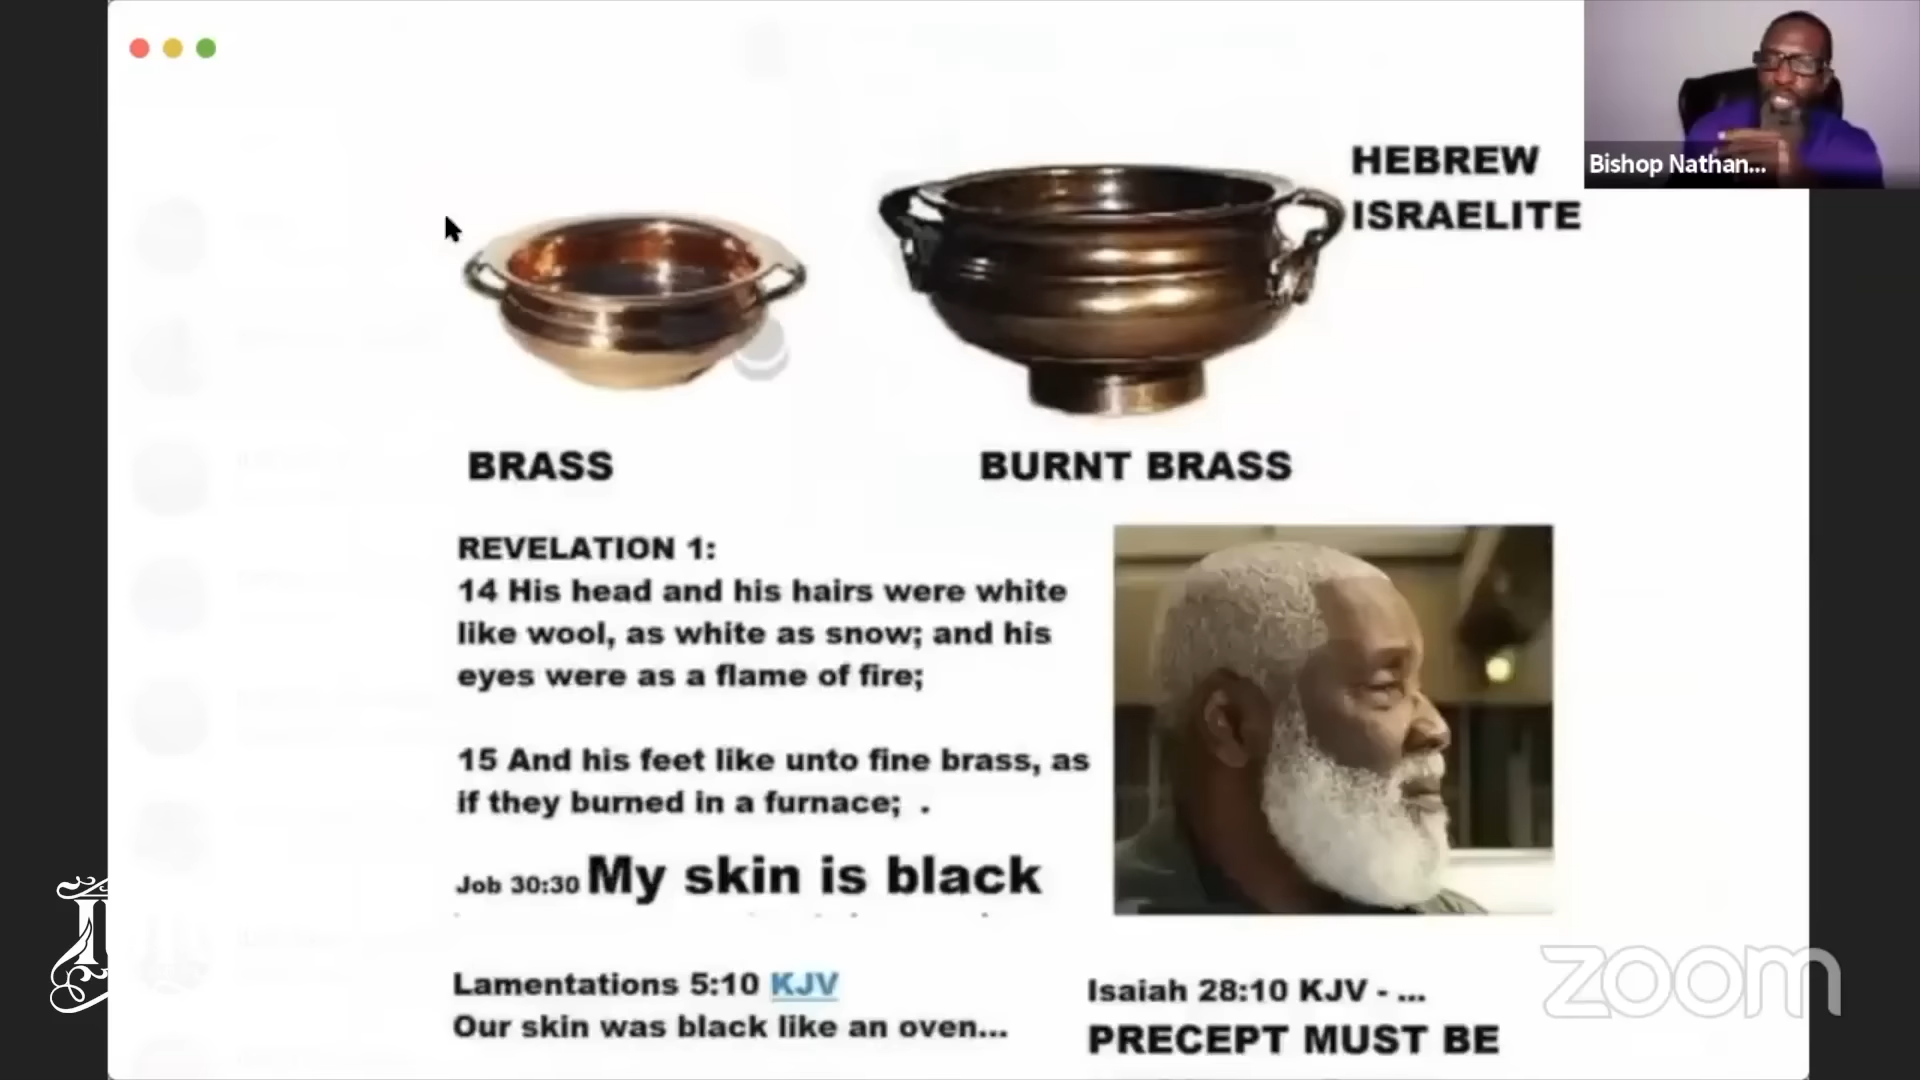 HEBREW
ISRAELITE
Bishop Nathan...
BRASS
BURNT BRASS
REVELATION 1:
14 His head and his hairs were white
like wool, as white as snow; and his
eyes were as a flame of fire;
15 And his feet like unto fine brass, as
if they burned in a furnace; .
Job 30:30 My skin is black
Lamentations 5:10 KJV
Our skin was black like an oven...
Isaiah 28:10 KJV - ...
PRECEPT MUST BE
zoom